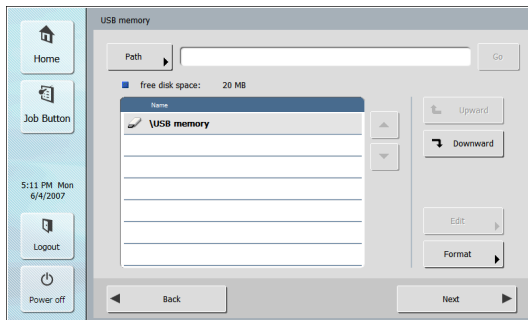 USB memory
Home
Path
Go
free disk space: 20 MB
Name
\USB memory
Job Button
Upward
Downward
5:11 PM Mon
6/4/2007
Edit
Logout
Format
Power off
Back
Next